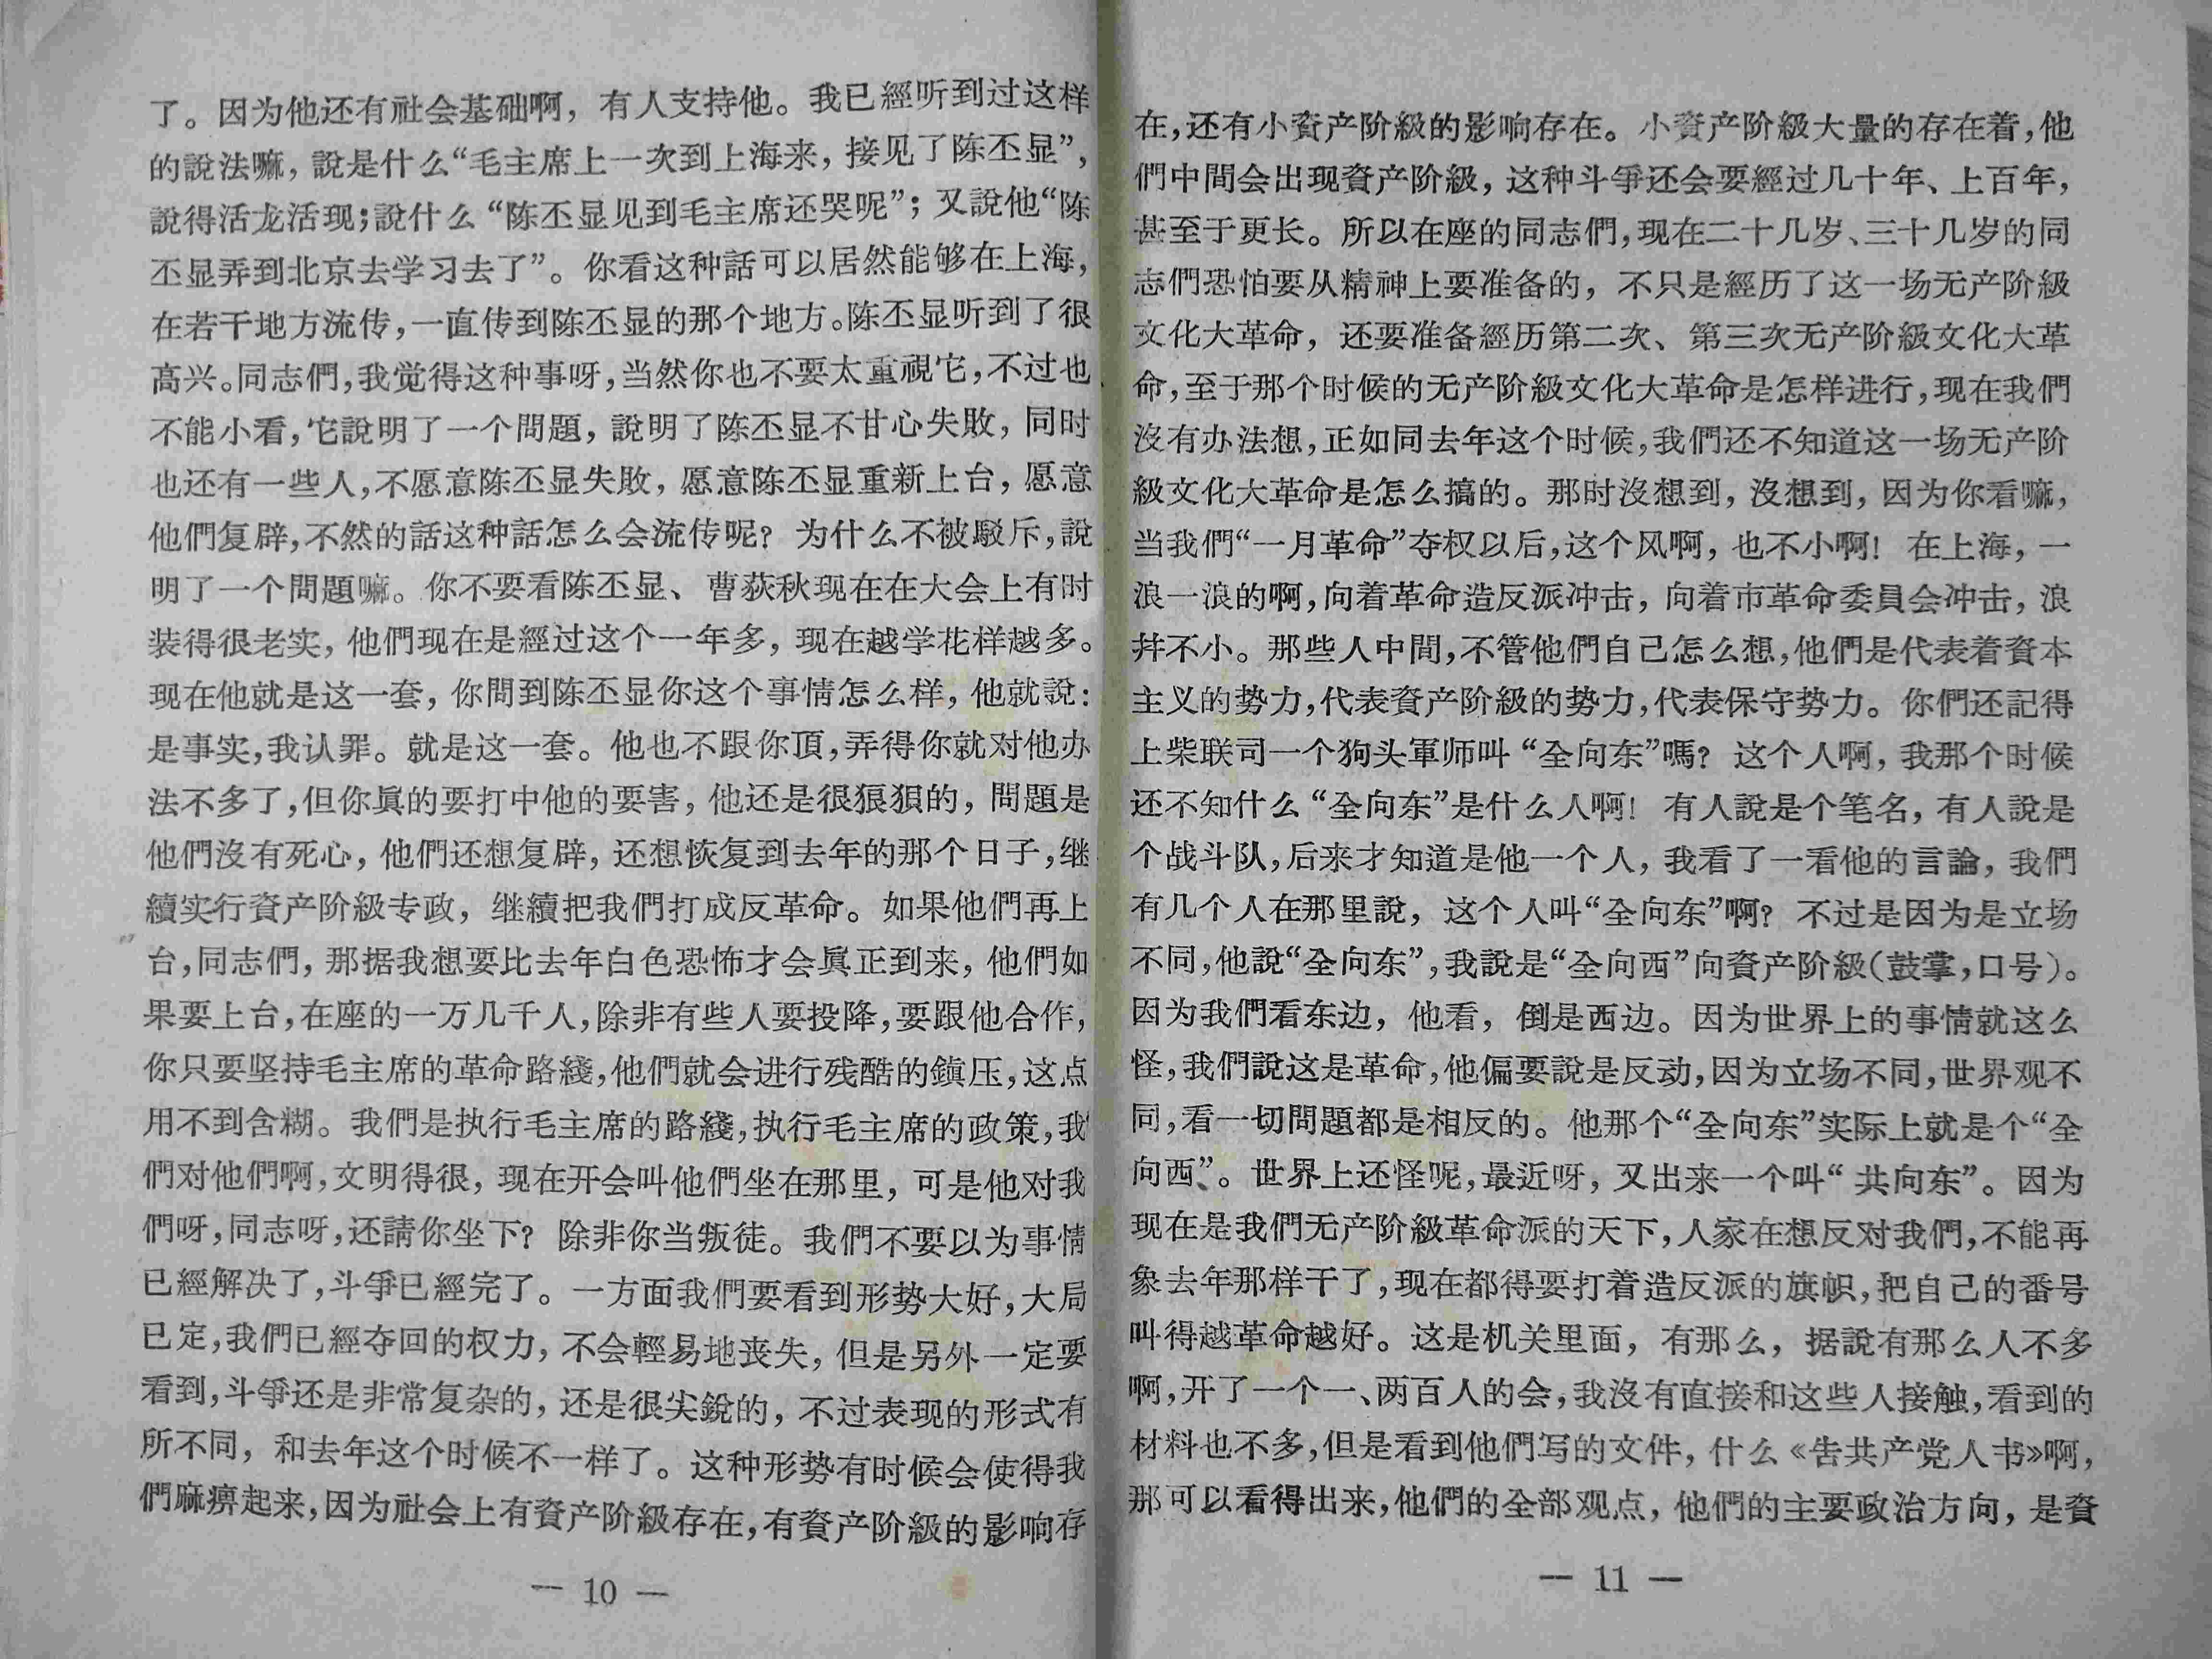 了。因为他还有社会基础啊，有人支持他。我已經听到过这样
的說法嘛，說是什么“毛主席上一次到上海来，接见了陈丕显”，
說得活龙活现；說什么“陈丕显见到毛主席还哭呢”；又說他“陈
丕显弄到北京去学习去了”。你看这种話可以居然能够在上海，
在若干地方流传，一直传到陈丕显的那个地方。陈丕显听到了很
高兴。同志們，我觉得这种事呀，当然你也不要太重視它，不过也
不能小看，它說明了一个問題，說明了陈丕显不甘心失敗，同时
也还有一些人，不愿意陈丕显失敗，愿意陈丕显重新上台，愿意
他們复辟，不然的話这种話怎么会流传呢？为什么不被駁斥，說
明了一个問題嘛。你不要看陈丕显、曹荻秋现在在大会上有时
装得很老实，他們现在是經过这个一年多，现在越学花样越多。
现在他就是这一套，你問到陈丕显你这个事情怎么样，他就說：
是事实，我认罪。就是这一套。他也不跟你頂，弄得你就对他办
法不多了，但你眞的要打中他的要害，他还是很狠狽的，問題是
他們沒有死心，他們还想复辟，还想恢复到去年的那个日子，继
續实行資产阶級专政，继續把我們打成反革命。如果他們再上
台，同志們，那据我想要比去年白色恐怖才会眞正到来，他們如
果要上台，在座的一万几千人，除非有些人要投降，要跟他合作，
你只要坚持毛主席的革命路綫，他們就会进行残酷的鎭压，这点
用不到含糊。我們是执行毛主席的路綫，执行毛主席的政策，我
們对他們啊，文明得很，现在开会叫他們坐在那里，可是他对我
們呀，同志呀，还請你坐下？除非你当叛徒。我們不要以为事情
已經解决了，斗爭已經完了。一方面我們要看到形势大好，大局
已定，我們已經夺回的权力，不会輕易地丧失，但是另外一定要
看到，斗爭还是非常复杂的，还是很尖銳的，不过表现的形式有
所不同，和去年这个时候不一样了。这种形势有时候会使得我
們麻痹起来，因为社会上有資产阶級存在，有資产阶級的影响存
— 10 —
在，还有小資产阶級的影响存在。小資产阶級大量的存在着，他
們中間会出现資产阶級，这种斗爭还会要經过几十年、上百年，
甚至于更长。所以在座的同志們，现在二十几岁、三十几岁的同
志們恐怕要从精神上要准备的，不只是經历了这一场无产阶級
文化大革命，还要准备經历第二次、第三次无产阶級文化大革
命，至于那个时候的无产阶級文化大革命是怎样进行，现在我們
沒有办法想，正如同去年这个时候，我們还不知道这一场无产阶
級文化大革命是怎么搞的。那时沒想到，沒想到，因为你看嘛，
当我們“一月革命”夺权以后，这个风啊，也不小啊！在上海，一
浪一浪的啊，向着革命造反派冲击，向着市革命委員会冲击，浪
幷不小。那些人中間，不管他們自己怎么想，他們是代表着資本
主义的势力，代表資产阶級的势力，代表保守势力。你們还記得
上柴联司一个狗头軍师叫“全向东”嗎？这个人啊，我那个时候
还不知什么“全向东”是什么人啊！有人說是个笔名，有人說是
个战斗队，后来才知道是他一个人，我看了一看他的言論，我們
有几个人在那里說，这个人叫“全向东”啊？不过是因为是立场
不同，他說“全向东”，我說是“全向西”向資产阶級（鼓掌，口号）。
因为我們看东边，他看，倒是西边。因为世界上的事情就这么
怪，我們說这是革命，他偏要說是反动，因为立场不同，世界观不
同，看一切問題都是相反的。他那个“全向东”实际上就是个“全
向西”。世界上还怪呢，最近呀，又出来一个叫“共向东”。因为
现在是我們无产阶級革命派的天下，人家在想反对我們，不能再
象去年那样干了，现在都得要打着造反派的旗帜，把自己的番号
叫得越革命越好。这是机关里面，有那么，据說有那么人不多
啊，开了一个一、两百人的会，我沒有直接和这些人接触，看到的
材料也不多，但是看到他們写的文件，什么《告共产党人书》啊，
那可以看得出来，他們的全部观点，他們的主要政治方向，是資
— 11 —